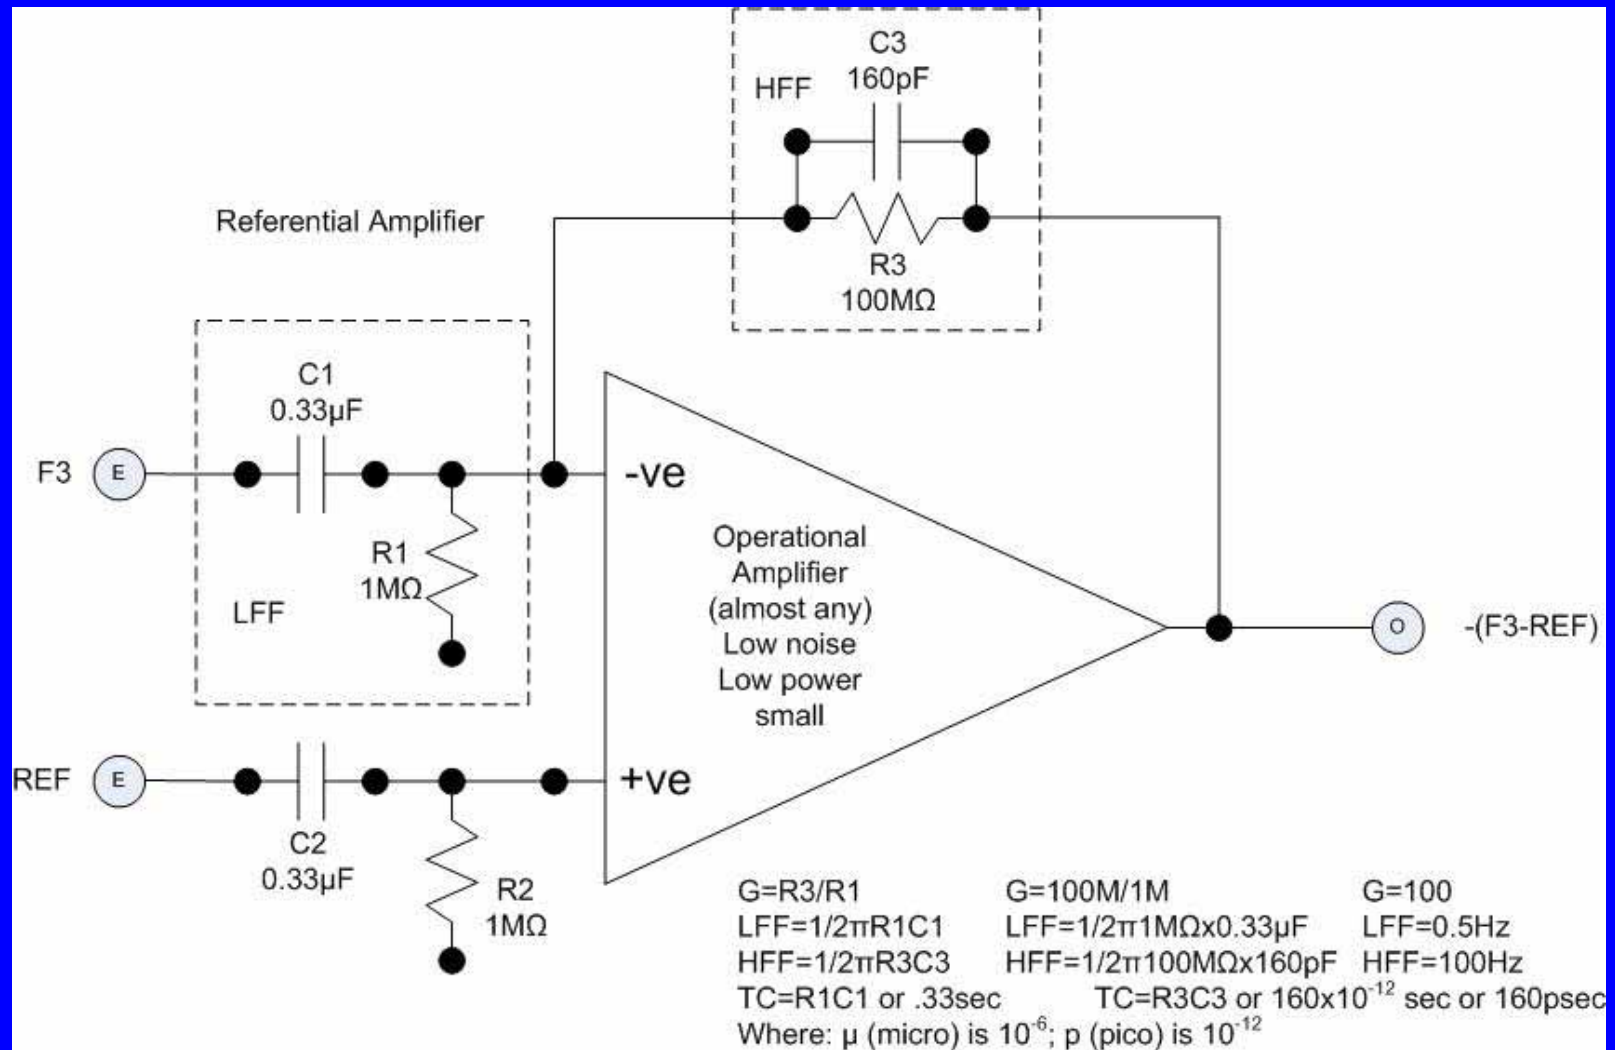 C3
160pF
HFF
Referential Amplifier
R3
100MΩ
C1
0.33µF
F3
E
-ve
R1
1MΩ
LFF
Operational
Amplifier
(almost any)
Low noise
Low power
small
O
-(F3-REF)
REF
E
+ve
C2
0.33µF
R2
1MΩ
G=R3/R1 G=100M/1M G=100
LFF=1/2πR1C1 LFF=1/2π1MΩx0.33µF LFF=0.5Hz
HFF=1/2πR3C3 HFF=1/2π100MΩx160pF HFF=100Hz
TC=R1C1 or .33sec TC=R3C3 or 160x10⁻¹² sec or 160psec
Where: µ (micro) is 10⁻⁶; p (pico) is 10⁻¹²